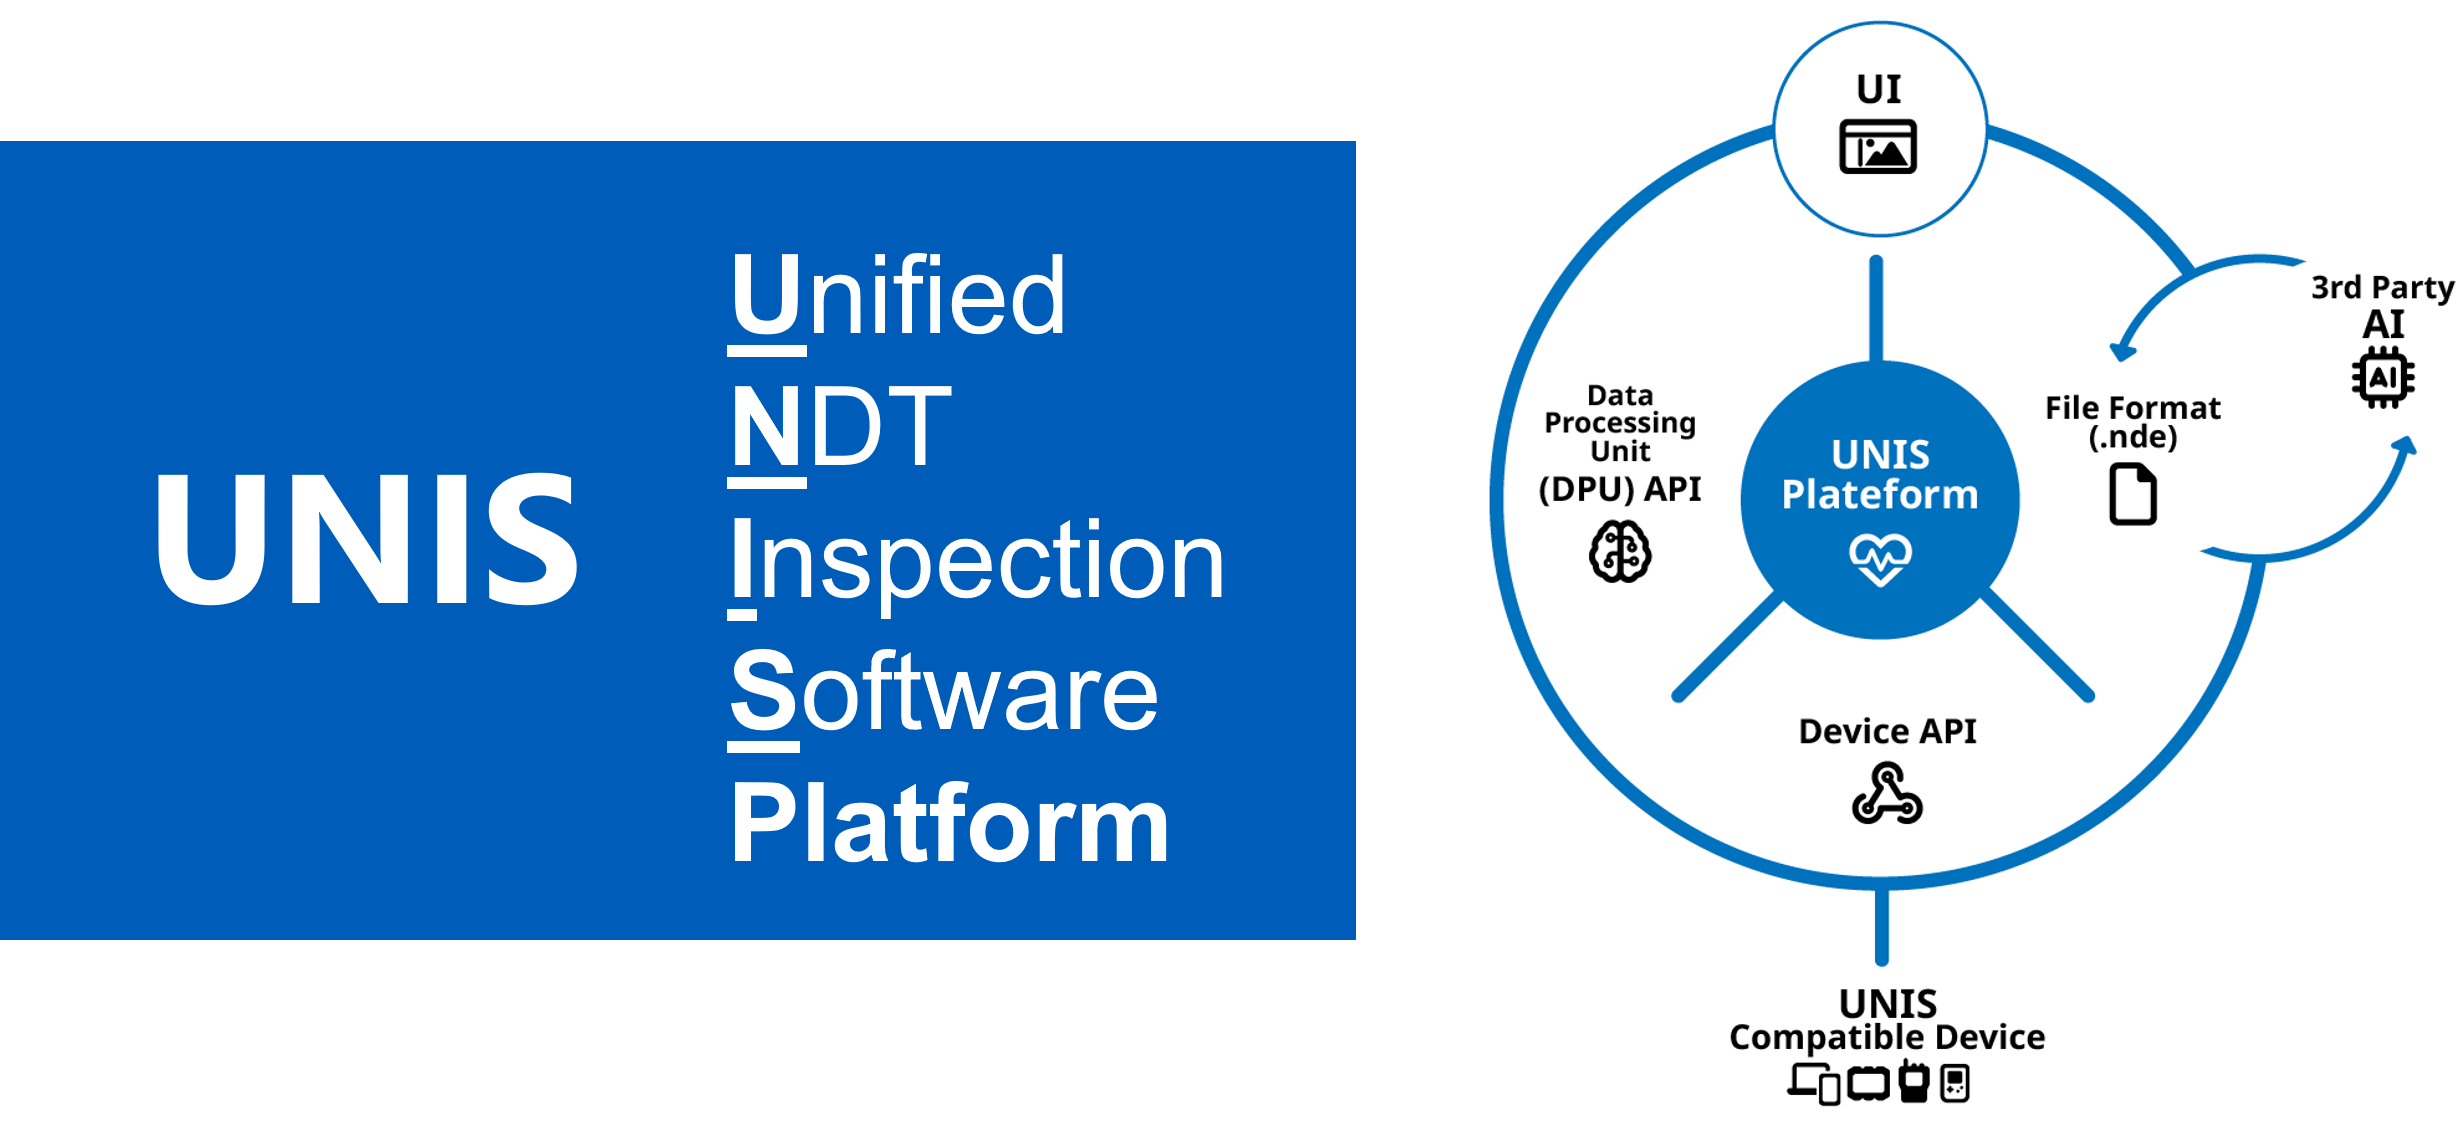 UNIS
Unified
NDT
Inspection
Software
Platform
UI
3rd Party
AI
AI
Data
Processing
Unit
(DPU) API
File Format
(.nde)
UNIS
Plateform
Device API
UNIS
Compatible Device